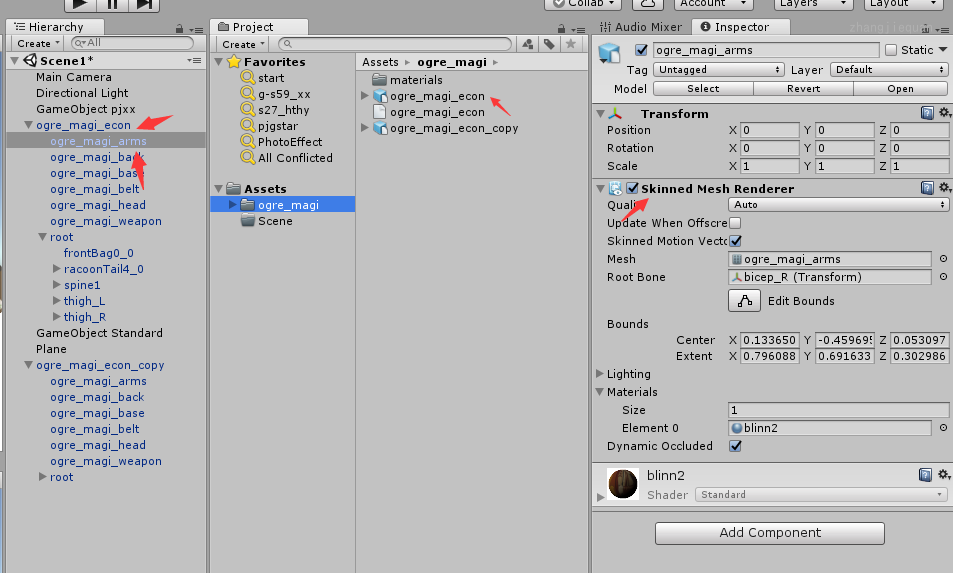 Collab
Account
Layers
Layout
Hierarchy
Create
All
Scene1*
Main Camera
Directional Light
GameObject pjxx
ogre_magi_econ
ogre_magi_arms
ogre_magi_back
ogre_magi_base
ogre_magi_belt
ogre_magi_head
ogre_magi_weapon
root
frontBag0_0
racoonTail4_0
spine1
thigh_L
thigh_R
GameObject Standard
Plane
ogre_magi_econ_copy
ogre_magi_arms
ogre_magi_back
ogre_magi_base
ogre_magi_belt
ogre_magi_head
ogre_magi_weapon
root
Project
Create
Favorites
start
g-s59_xx
s27_hthy
pjgstar
PhotoEffect
All Conflicted
Assets
ogre_magi
Scene
Assets ▸ ogre_magi ▸
materials
ogre_magi_econ
ogre_magi_econ
ogre_magi_econ_copy
Audio Mixer
Inspector
ogre_magi_arms
Static
Tag Untagged Layer Default
Model Select Revert Open
Transform
Position X 0 Y 0 Z 0
Rotation X 0 Y 0 Z 0
Scale X 1 Y 1 Z 1
Skinned Mesh Renderer
Quali Auto
Update When Offscre
Skinned Motion Vecto
Mesh ogre_magi_arms
Root Bone bicep_R (Transform)
Edit Bounds
Bounds
Center X 0.133650 Y -0.45969 Z 0.053097
Extent X 0.796088 Y 0.691633 Z 0.302986
Lighting
Materials
Size 1
Element 0 blinn2
Dynamic Occluded
blinn2
Shader Standard
Add Component